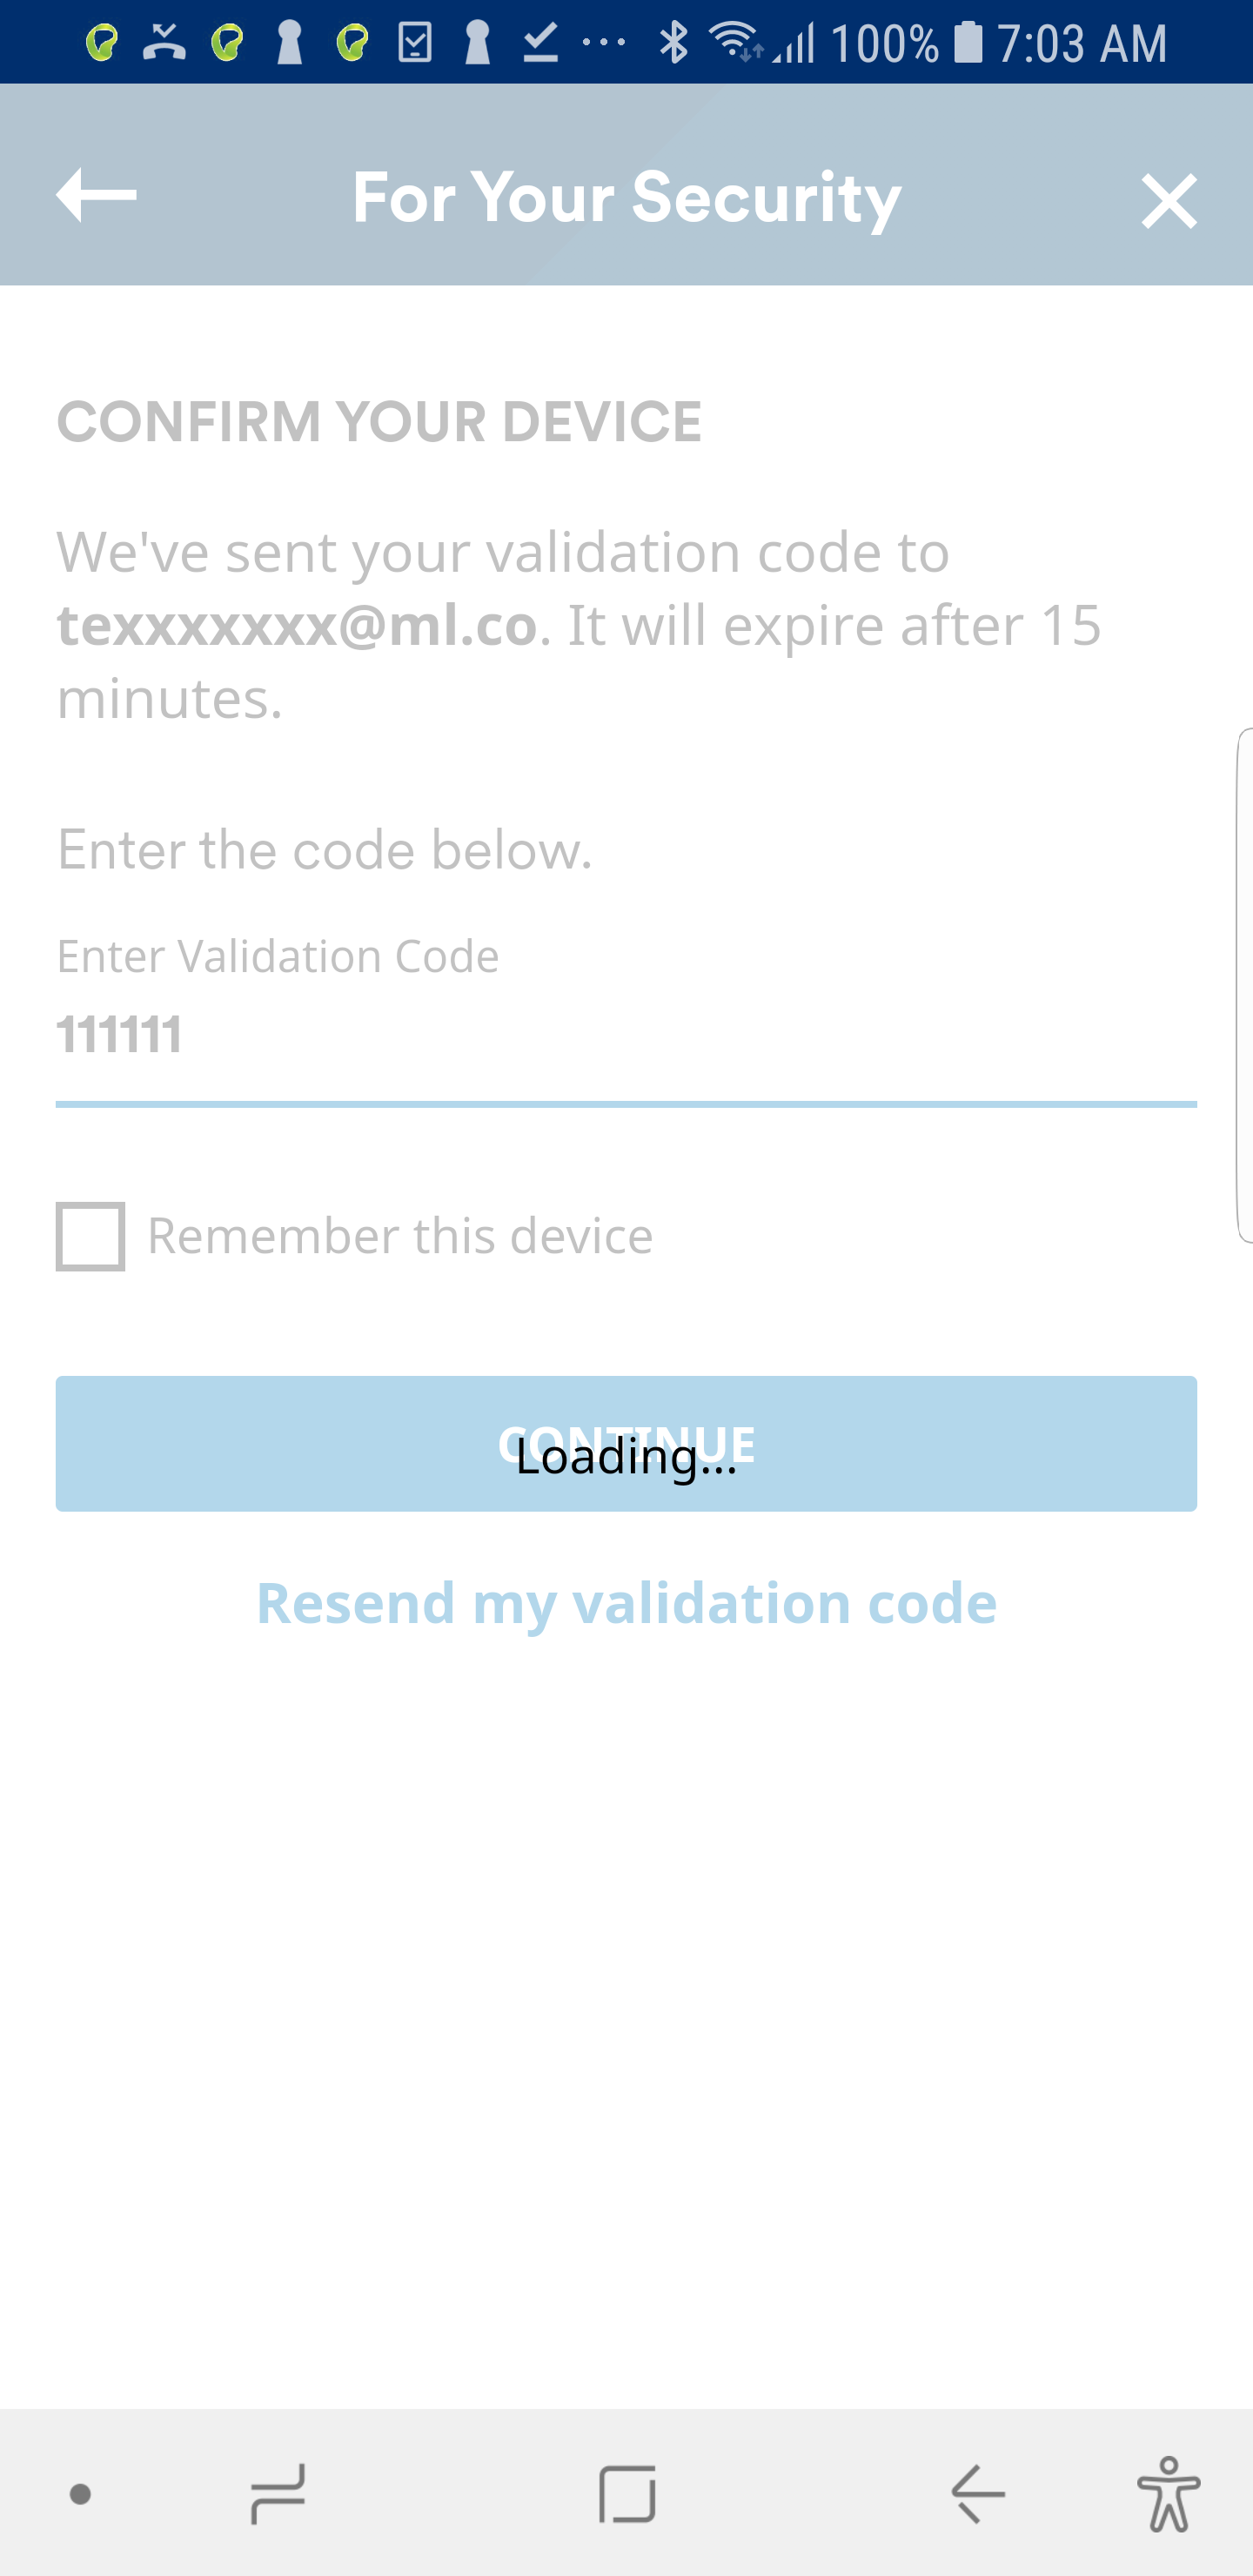 100% 7:03 AM
For Your Security
CONFIRM YOUR DEVICE
We've sent your validation code to
texxxxxxx@ml.co. It will expire after 15
minutes.
Enter the code below.
Enter Validation Code
111111
Remember this device
CONTINUE
Loading...
Resend my validation code